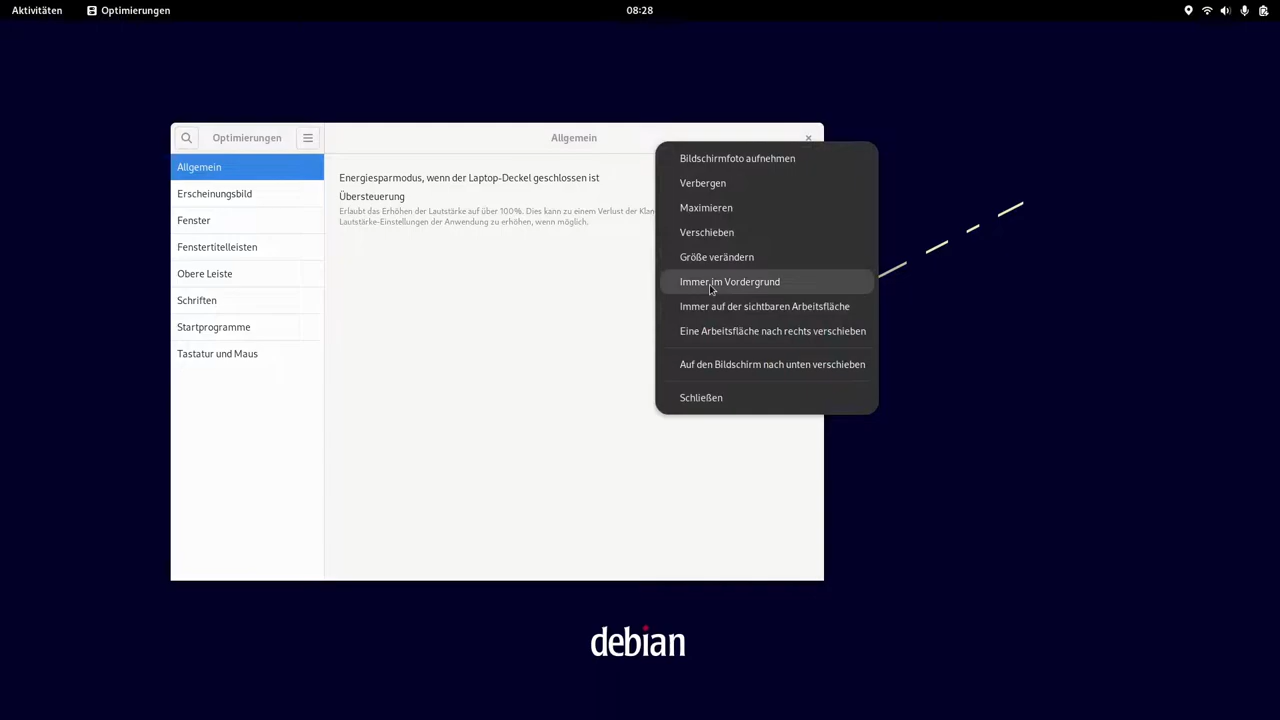 Aktivitäten
Optimierungen
08:28
Optimierungen
Allgemein
Allgemein
Erscheinungsbild
Fenster
Fenstertitelleisten
Obere Leiste
Schriften
Startprogramme
Tastatur und Maus
Energiesparmodus, wenn der Laptop-Deckel geschlossen ist
Übersteuerung
Erlaubt das Erhöhen der Lautstärke auf über 100%. Dies kann zu einem Verlust der
Lautstärke-Einstellungen der Anwendung zu erhöhen, wenn möglich.
Bildschirmfoto aufnehmen
Verbergen
Maximieren
Verschieben
Größe verändern
Immer im Vordergrund
Immer auf der sichtbaren Arbeitsfläche
Eine Arbeitsfläche nach rechts verschieben
Auf den Bildschirm nach unten verschieben
Schließen
debian